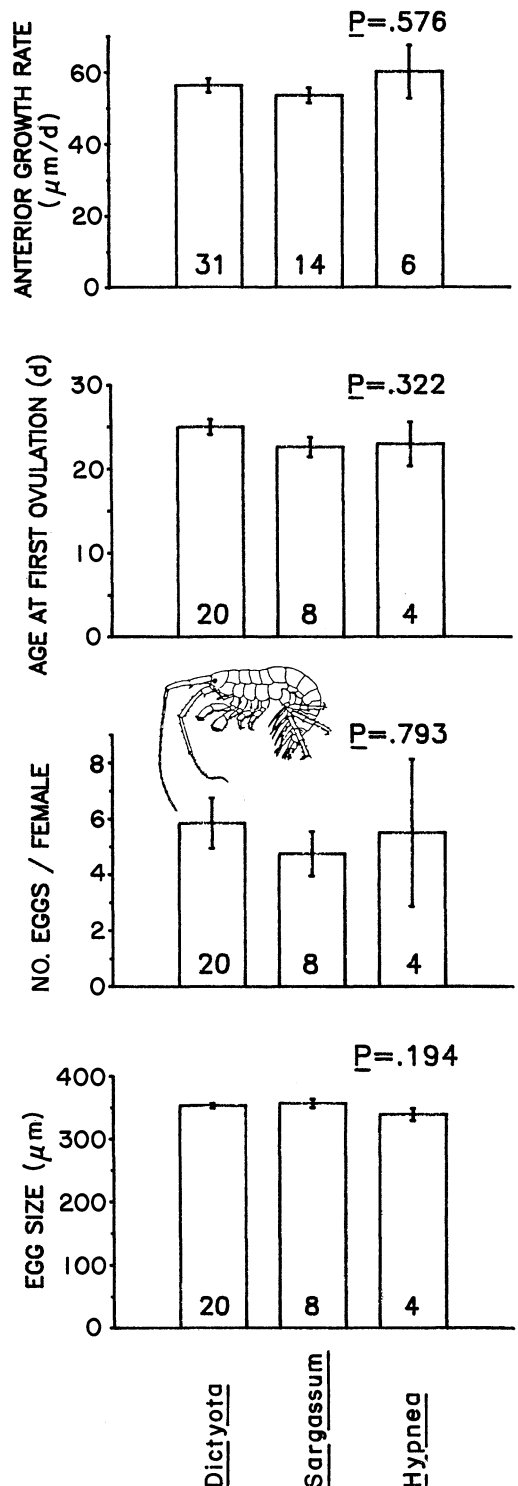 P=.576
ANTERIOR GROWTH RATE
(μm/d)
60
40
20
0
31 14 6
P=.322
AGE AT FIRST OVULATION (d)
30
20
10
0
20 8 4
P=.793
NO. EGGS / FEMALE
8
6
4
2
0
20 8 4
P=.194
EGG SIZE (μm)
400
300
200
100
0
20 8 4
Dictyota
Sargassum
Hypnea